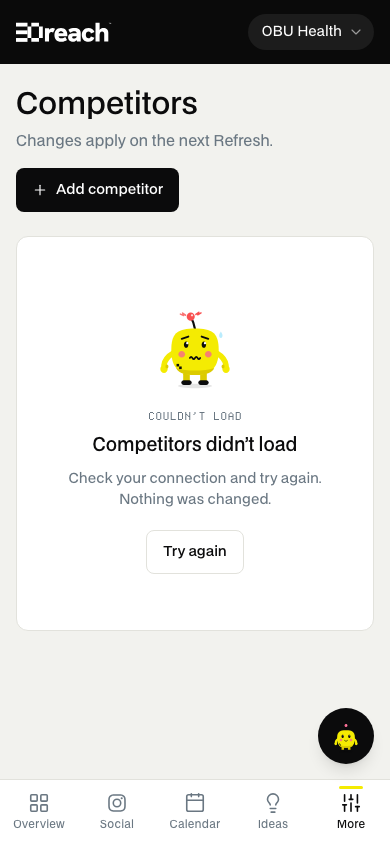 reach
OBU Health
Competitors
Changes apply on the next Refresh.
Add competitor
COULDN'T LOAD
Competitors didn’t load
Check your connection and try again.
Nothing was changed.
Try again
Overview
Social
Calendar
Ideas
More